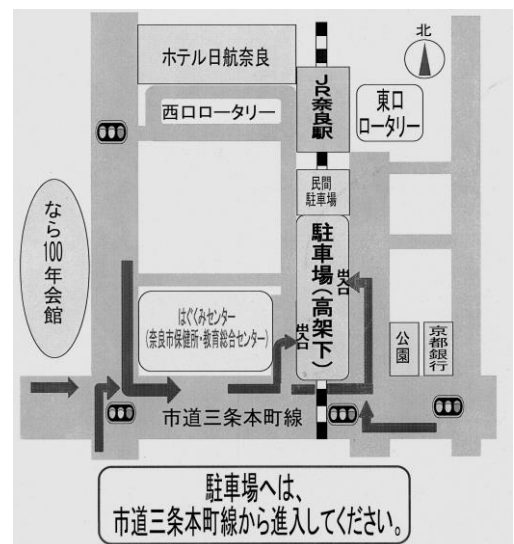 ホテル日航奈良
北
西口ロータリー
JR奈良駅
東口
ロータリー
民間
駐車場
なら100年会館
駐車場(高架下)
出入口
はぐくみセンター
(奈良市保健所・教育総合センター)
出入口
公園
京都銀行
市道三条本町線
駐車場へは、
市道三条本町線から進入してください。